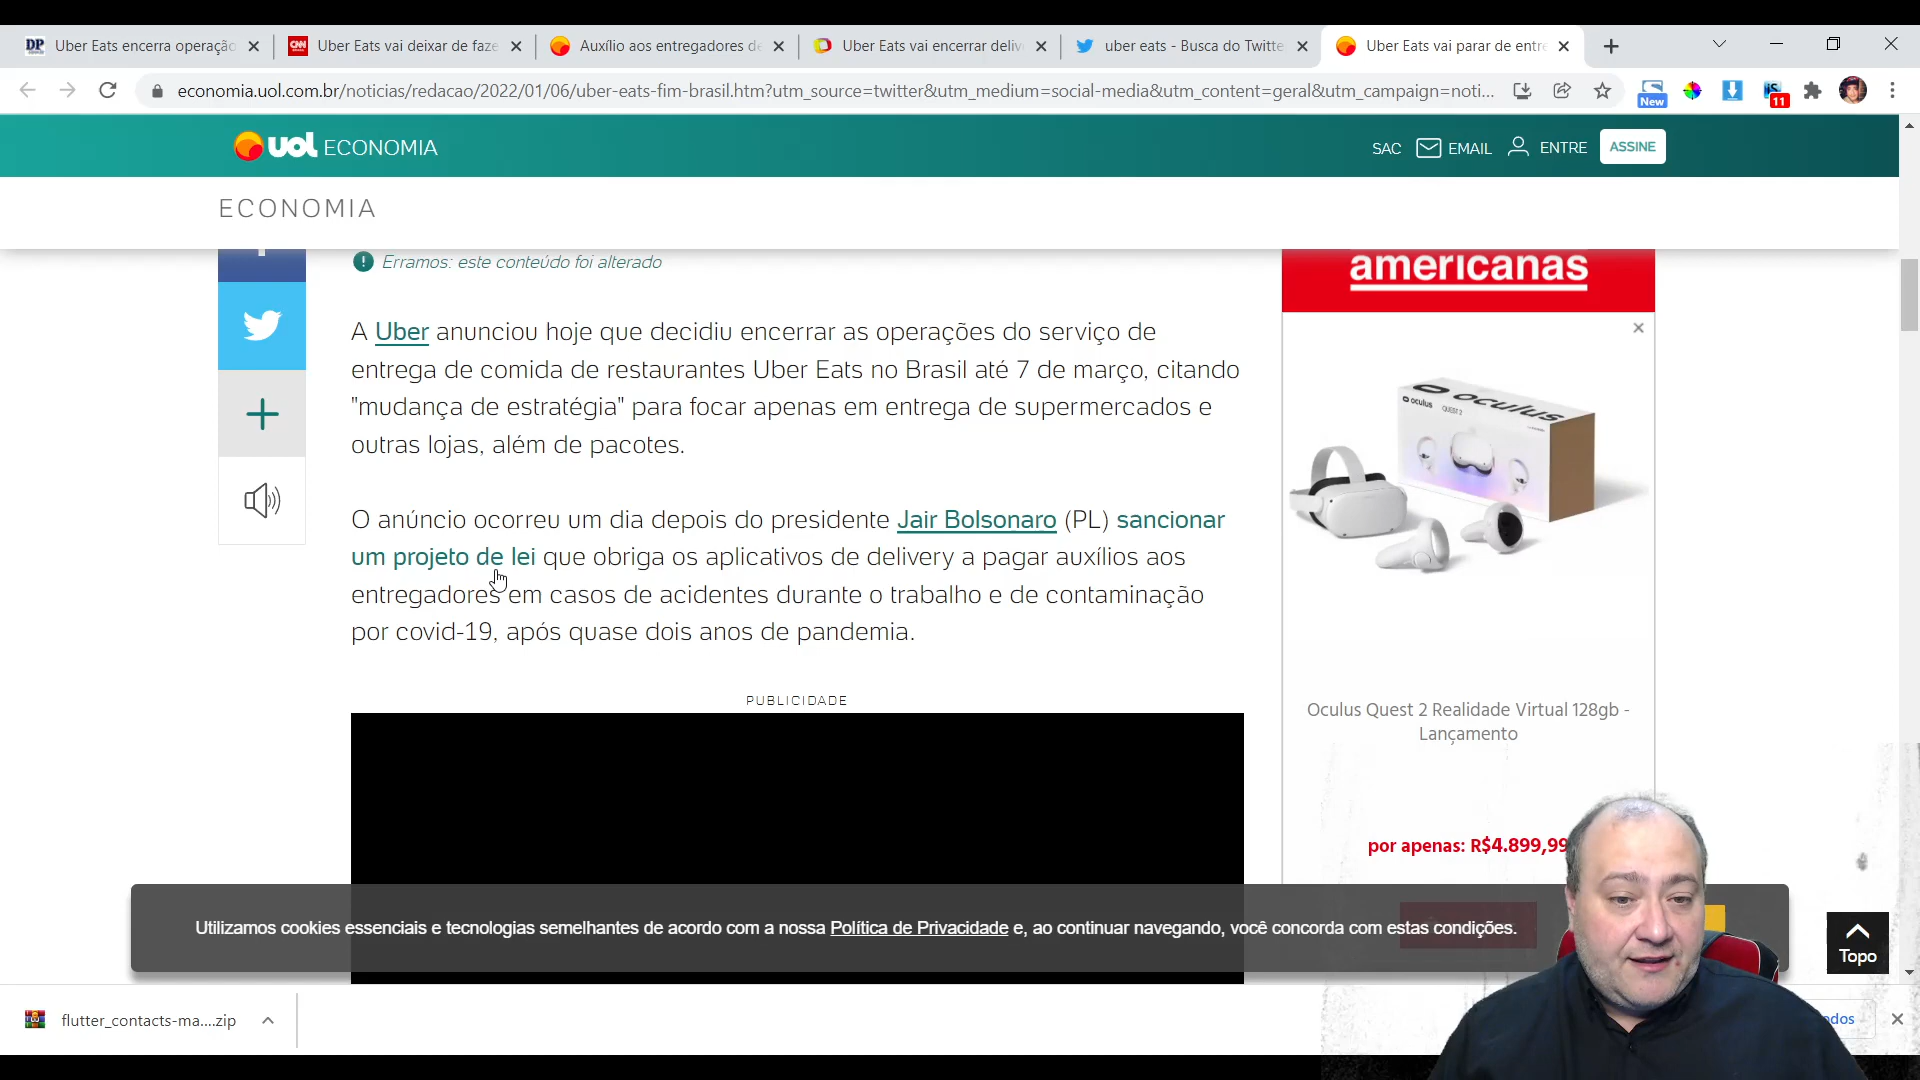 DP Uber Eats encerra operação
CNN Uber Eats vai deixar de faze
Auxílio aos entregadores de
Uber Eats vai encerrar deliv
uber eats - Busca do Twitte
Uber Eats vai parar de entre
economia.uol.com.br/noticias/redacao/2022/01/06/uber-eats-fim-brasil.htm?utm_source=twitter&utm_medium=social-media&utm_content=geral&utm_campaign=noti...
New
11
uol ECONOMIA
SAC
EMAIL
ENTRE
ASSINE
ECONOMIA
Erramos: este conteúdo foi alterado
A Uber anunciou hoje que decidiu encerrar as operações do serviço de
entrega de comida de restaurantes Uber Eats no Brasil até 7 de março, citando
"mudança de estratégia" para focar apenas em entrega de supermercados e
outras lojas, além de pacotes.
O anúncio ocorreu um dia depois do presidente Jair Bolsonaro (PL) sancionar
um projeto de lei que obriga os aplicativos de delivery a pagar auxílios aos
entregadores em casos de acidentes durante o trabalho e de contaminação
por covid-19, após quase dois anos de pandemia.
PUBLICIDADE
americanas
oculus
oculus
QUEST 2
Oculus Quest 2 Realidade Virtual 128gb -
Lançamento
por apenas: R$4.899,99
Utilizamos cookies essenciais e tecnologias semelhantes de acordo com a nossa Política de Privacidade e, ao continuar navegando, você concorda com estas condições.
Topo
flutter_contacts-ma....zip